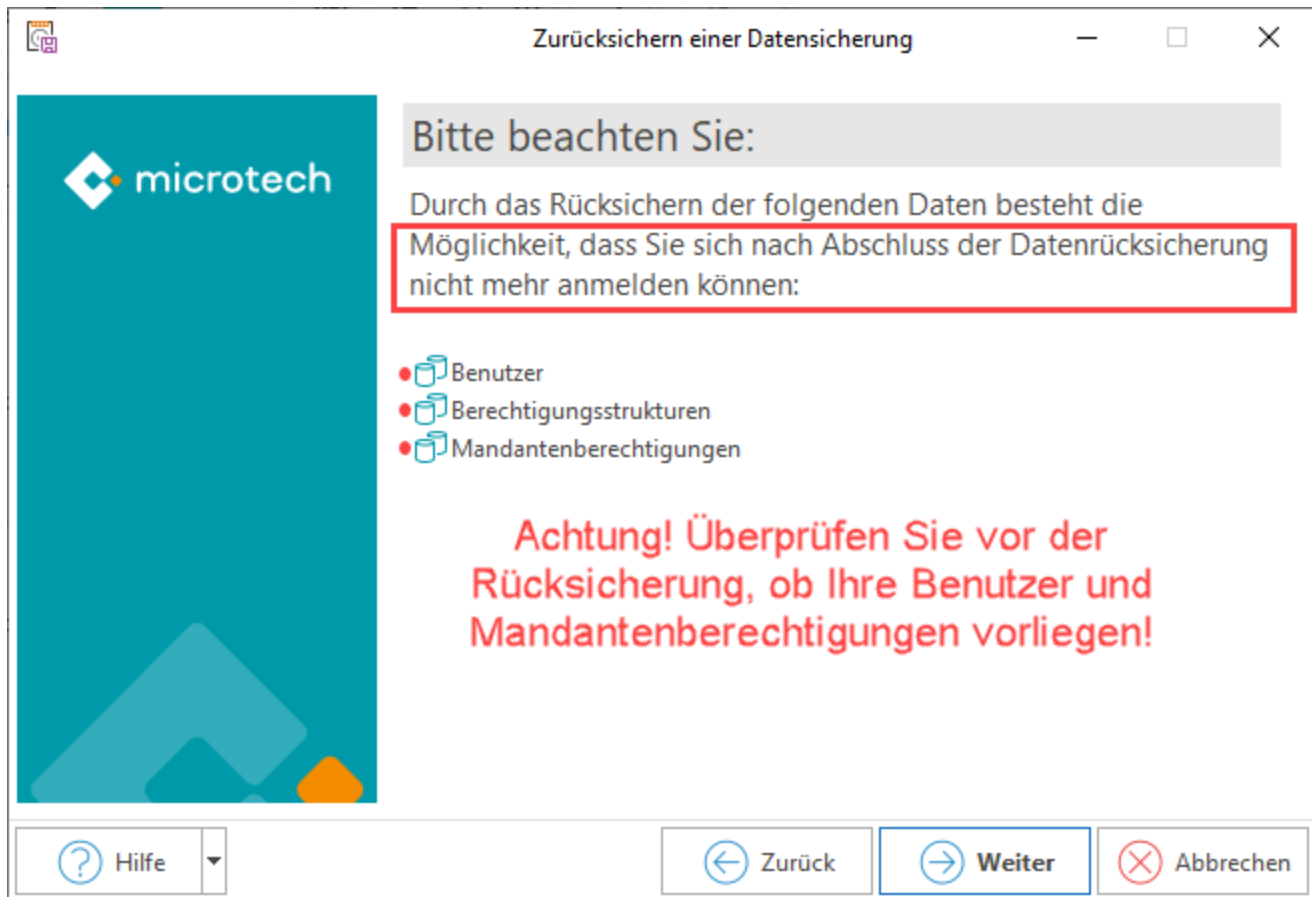 Zurücksichern einer Datensicherung
microtech
Bitte beachten Sie:
Durch das Rücksichern der folgenden Daten besteht die
Möglichkeit, dass Sie sich nach Abschluss der Datenrücksicherung
nicht mehr anmelden können:
Benutzer
Berechtigungsstrukturen
Mandantenberechtigungen
Achtung! Überprüfen Sie vor der
Rücksicherung, ob Ihre Benutzer und
Mandantenberechtigungen vorliegen!
Hilfe
Zurück
Weiter
Abbrechen